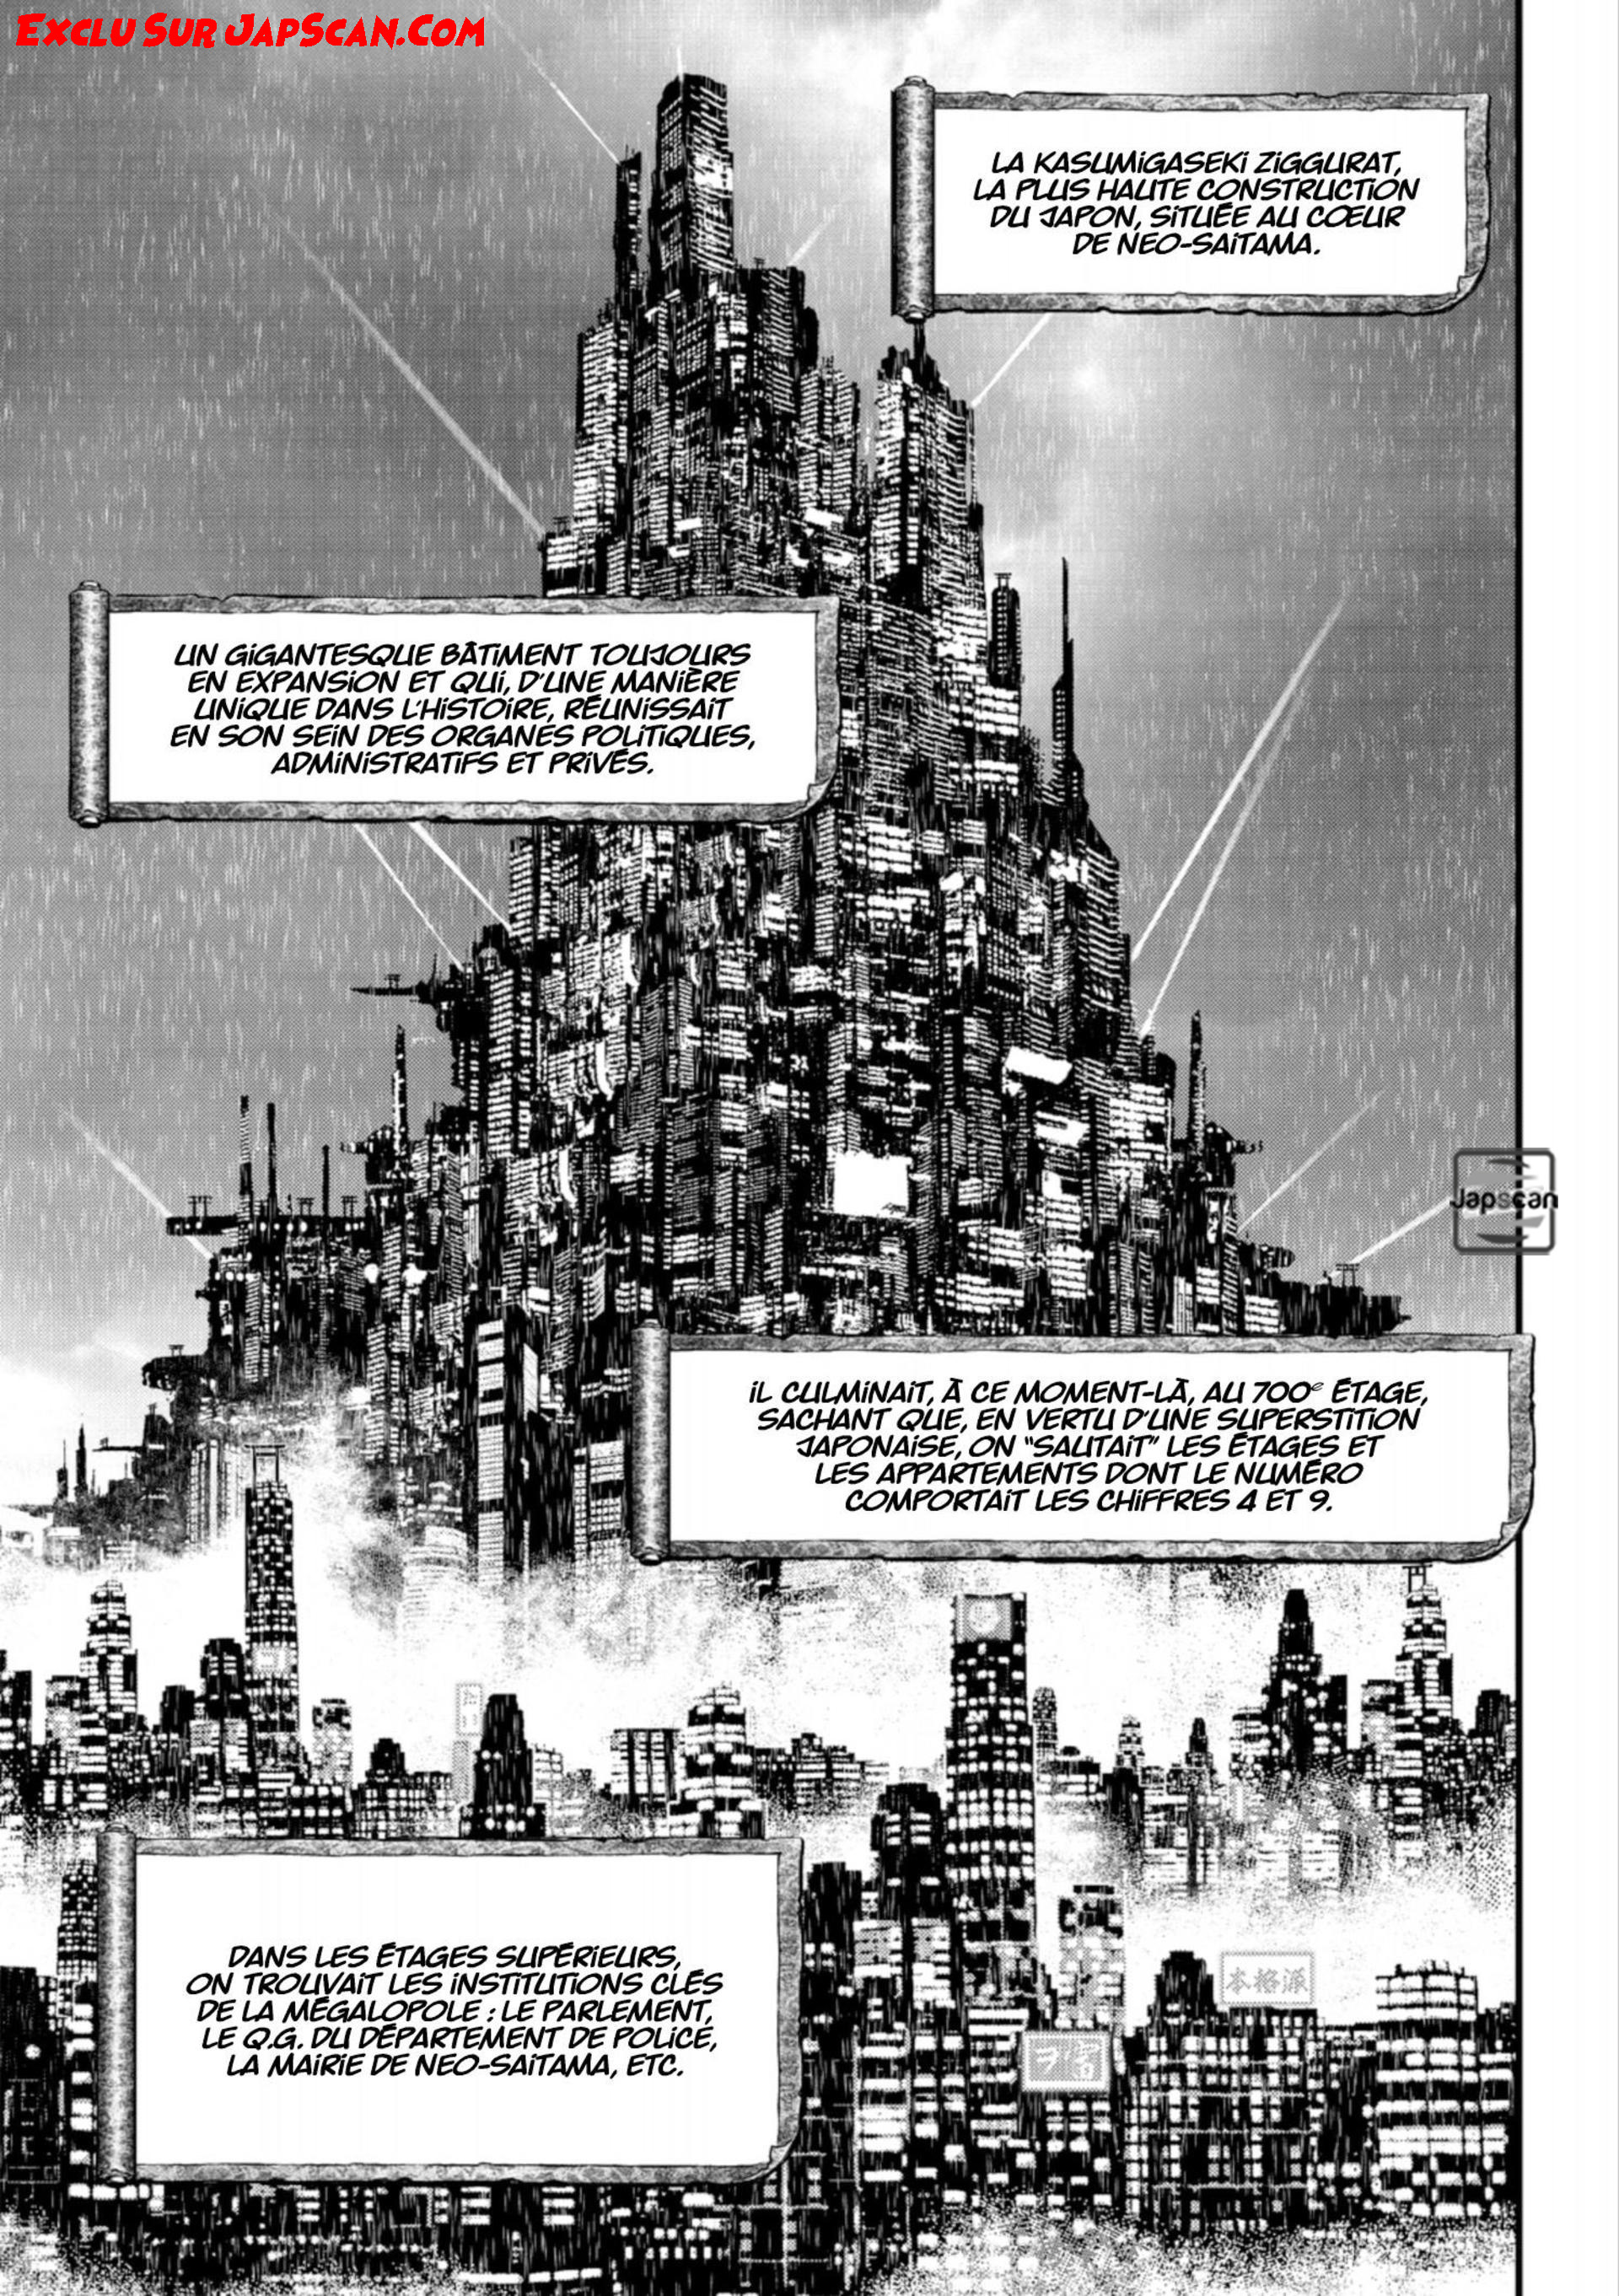 EXCLU SUR JAPSCAN.COM
LA KASUMIGASEKI ZIGGURAT,
LA PLUS HAUTE CONSTRUCTION
DU JAPON, SITUÉE AU CŒUR
DE NEO-SAITAMA.
UN GIGANTESQUE BÂTIMENT TOUJOURS
EN EXPANSION ET QUI, D'UNE MANIÈRE
UNIQUE DANS L'HISTOIRE, RÉUNISSAIT
EN SON SEIN DES ORGANES POLITIQUES,
ADMINISTRATIFS ET PRIVÉS.
Japscan
IL CULMINAIT, À CE MOMENT-LÀ, AU 700e ÉTAGE,
SACHANT QUE, EN VERTU D'UNE SUPERSTITION
JAPONAISE, ON "SAUTAIT" LES ÉTAGES ET
LES APPARTEMENTS DONT LE NUMÉRO
COMPORTAIT LES CHIFFRES 4 ET 9.
DANS LES ÉTAGES SUPÉRIEURS,
ON TROUVAIT LES INSTITUTIONS CLÉS
DE LA MÉGALOPOLE : LE PARLEMENT,
LE Q.G. DU DÉPARTEMENT DE POLICE,
LA MAIRIE DE NEO-SAITAMA, ETC.
本格派